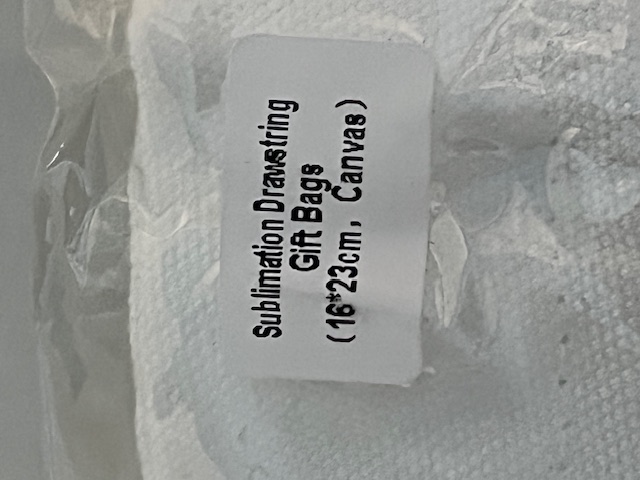 Sublimation Drawstring
Gift Bags
(16*23cm, Canvas)